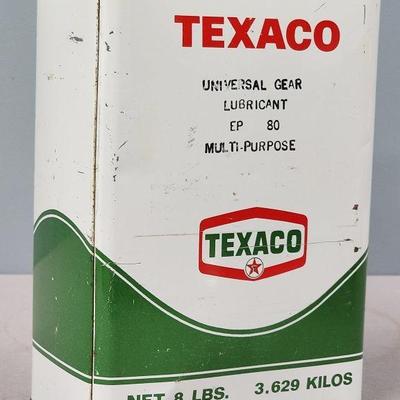 TEXACO
UNIVERSAL GEAR
LUBRICANT
EP 80
MULTI-PURPOSE
TEXACO
T
NET 8 LBS. 3.629 KILOS